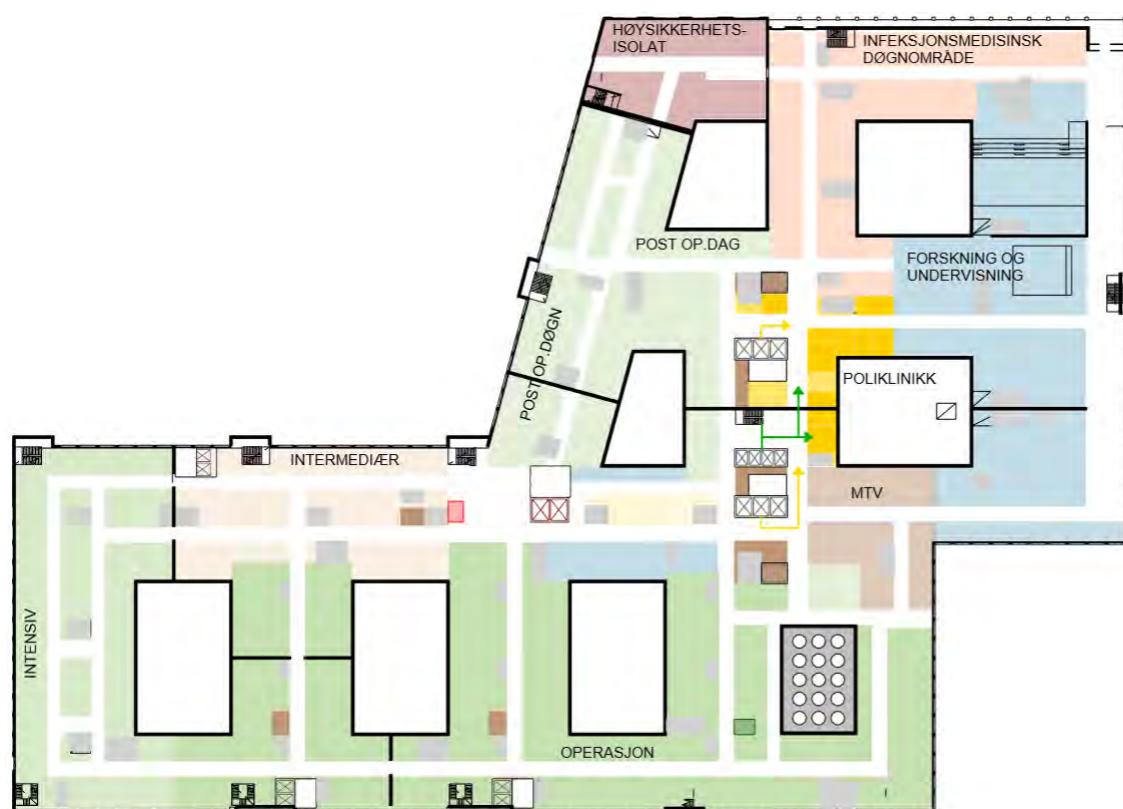 HØYSIKKERHETS-
ISOLAT
INFEKSJONSMEDISINSK
DØGNOMRÅDE
POST OP.DAG
FORSKNING OG
UNDERVISNING
POST OP.DØGN
POLIKLINIKK
INTERMEDIÆR
MTV
INTENSIV
OPERASJON